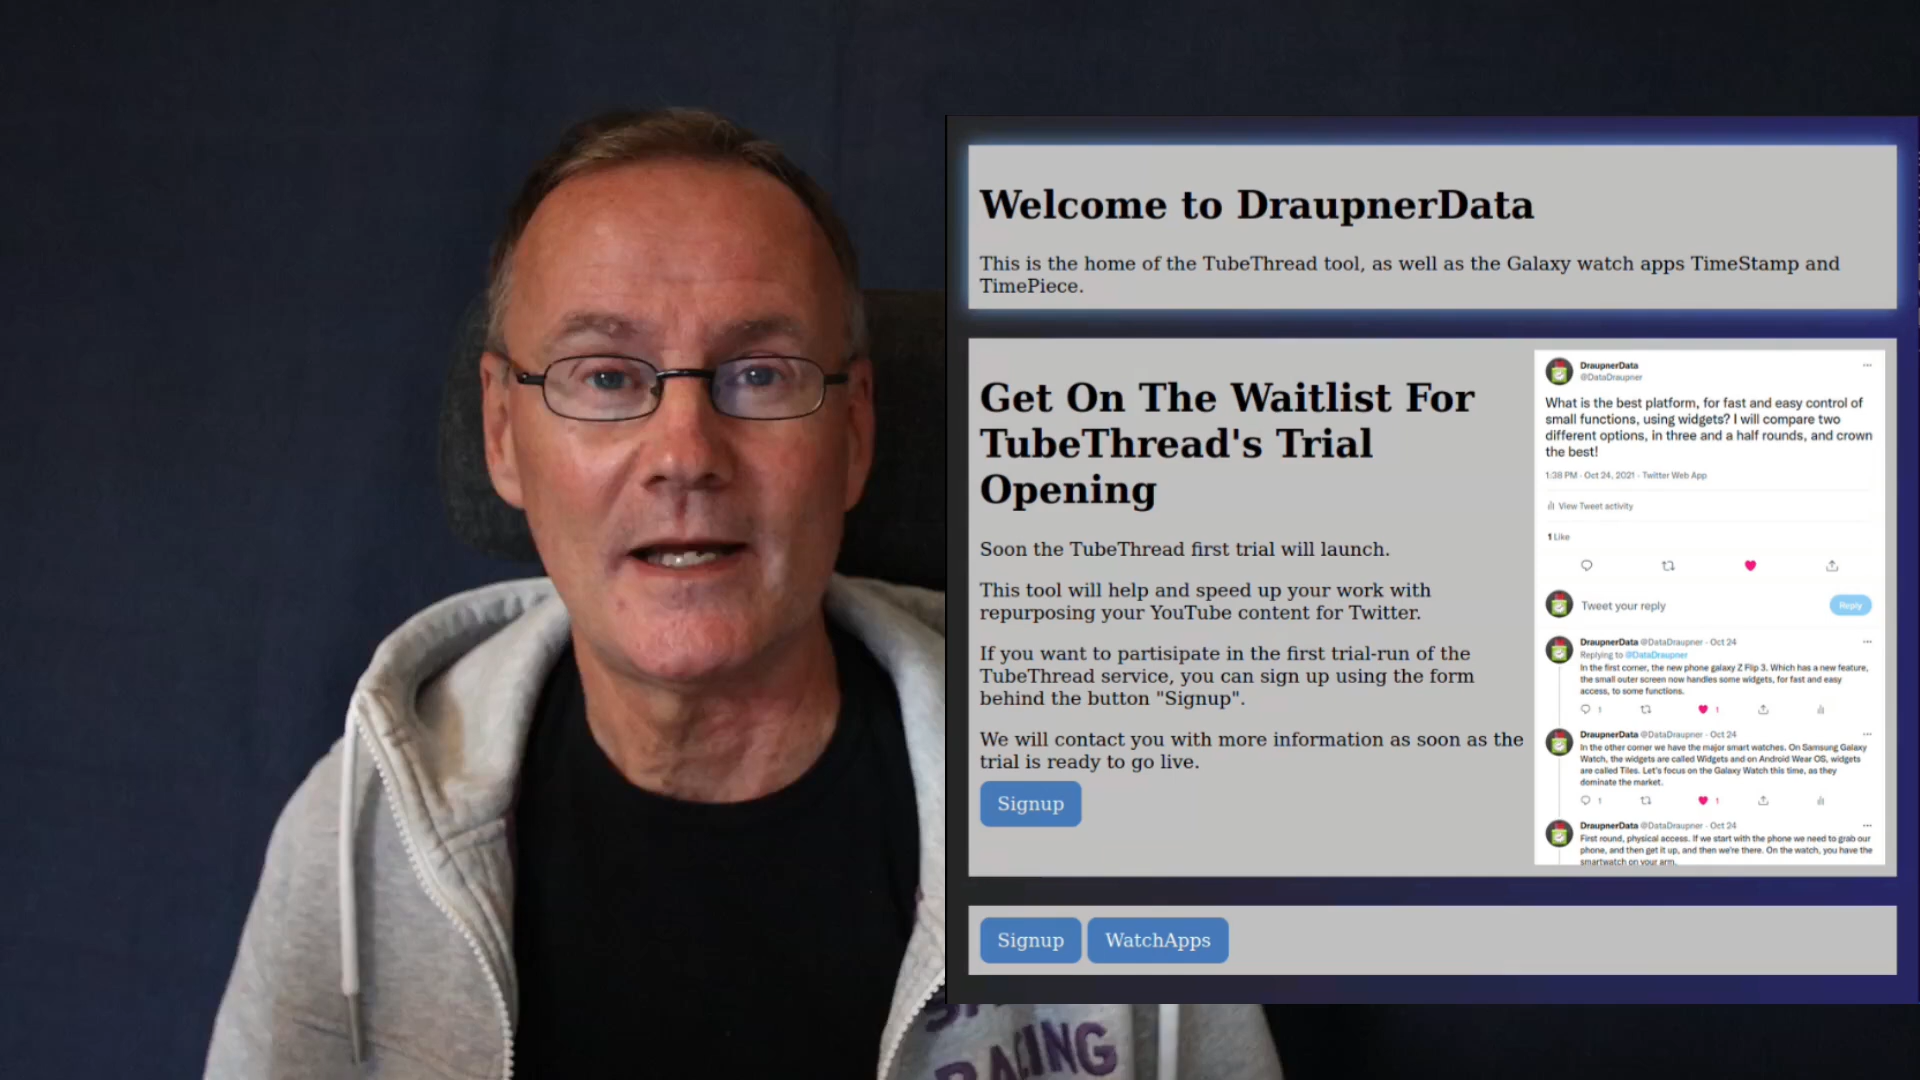 Welcome to DraupnerData
This is the home of the TubeThread tool, as well as the Galaxy watch apps TimeStamp and
TimePiece.
Get On The Waitlist For
TubeThread's Trial
Opening
Soon the TubeThread first trial will launch.
This tool will help and speed up your work with
repurposing your YouTube content for Twitter.
If you want to partisipate in the first trial-run of the
TubeThread service, you can sign up using the form
behind the button "Signup".
We will contact you with more information as soon as the
trial is ready to go live.
Signup
DraupnerData
@DataDraupner
What is the best platform, for fast and easy control of
small functions, using widgets? I will compare two
different options, in three and a half rounds, and crown
the best!
1:38 PM · Oct 24, 2021 · Twitter Web App
View Tweet activity
1 Like
Tweet your reply
Reply
DraupnerData @DataDraupner · Oct 24
Replying to @DataDraupner
In the first corner, the new phone galaxy Z Flip 3. Which has a new feature,
the small outer screen now handles some widgets, for fast and easy
access, to some functions.
1 1
DraupnerData @DataDraupner · Oct 24
In the other corner we have the major smart watches. On Samsung Galaxy
Watch, the widgets are called Widgets and on Android Wear OS, widgets
are called Tiles. Let's focus on the Galaxy Watch this time, as they
dominate the market.
1 1
DraupnerData @DataDraupner · Oct 24
First round, physical access. If we start with the phone we need to grab our
phone, and then get it up, and then we're there. On the watch, you have the
smartwatch on your arm.
Signup WatchApps
RACING